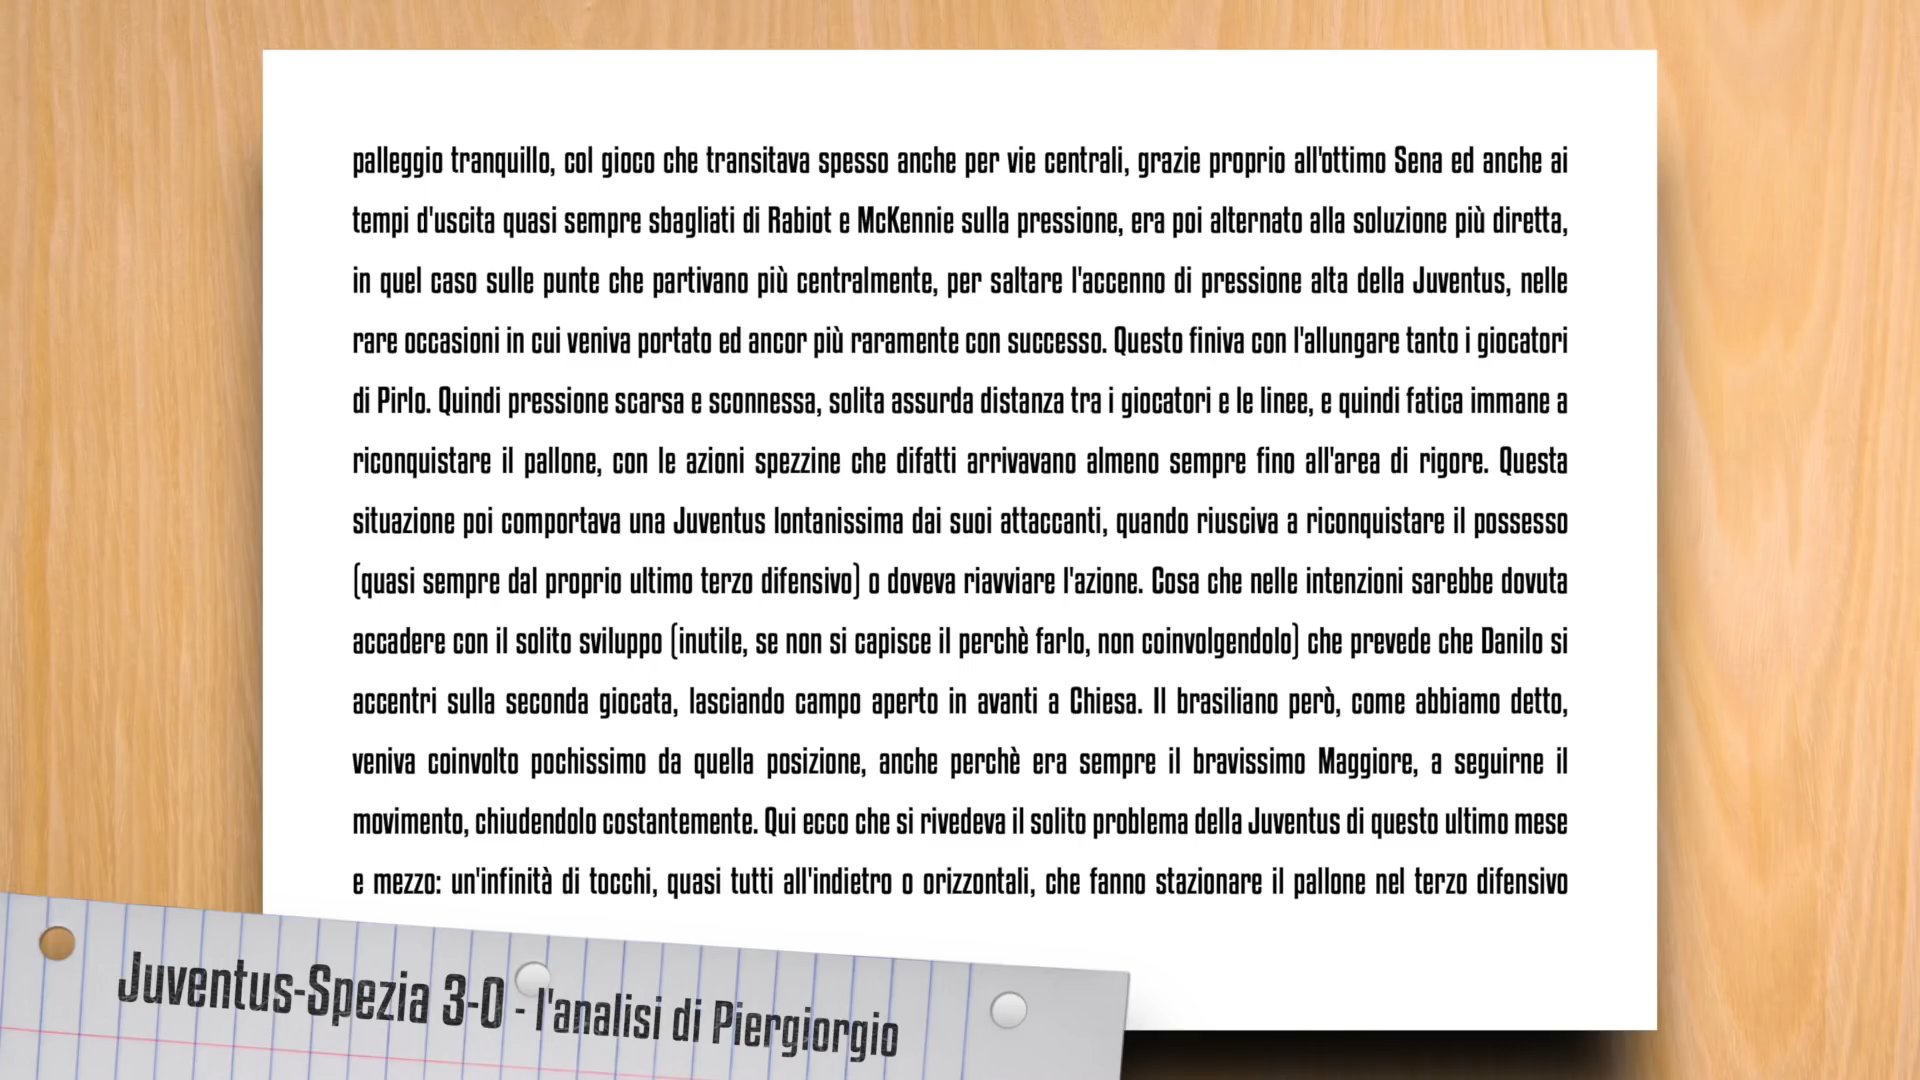 palleggio tranquillo, col gioco che transitava spesso anche per vie centrali, grazie proprio all'ottimo Sena ed anche ai
tempi d'uscita quasi sempre sbagliati di Rabiot e McKennie sulla pressione, era poi alternato alla soluzione più diretta,
in quel caso sulle punte che partivano più centralmente, per saltare l'accenno di pressione alta della Juventus, nelle
rare occasioni in cui veniva portato ed ancor più raramente con successo. Questo finiva con l'allungare tanto i giocatori
di Pirlo. Quindi pressione scarsa e sconnessa, solita assurda distanza tra i giocatori e le linee, e quindi fatica immane a
riconquistare il pallone, con le azioni spezzine che difatti arrivavano almeno sempre fino all'area di rigore. Questa
situazione poi comportava una Juventus lontanissima dai suoi attaccanti, quando riusciva a riconquistare il possesso
(quasi sempre dal proprio ultimo terzo difensivo) o doveva riavviare l'azione. Cosa che nelle intenzioni sarebbe dovuta
accadere con il solito sviluppo (inutile, se non si capisce il perchè farlo, non coinvolgendolo) che prevede che Danilo si
accentri sulla seconda giocata, lasciando campo aperto in avanti a Chiesa. Il brasiliano però, come abbiamo detto,
veniva coinvolto pochissimo da quella posizione, anche perchè era sempre il bravissimo Maggiore, a seguirne il
movimento, chiudendolo costantemente. Qui ecco che si rivedeva il solito problema della Juventus di questo ultimo mese
e mezzo: un'infinità di tocchi, quasi tutti all'indietro o orizzontali, che fanno stazionare il pallone nel terzo difensivo
Juventus-Spezia 3-0 - l'analisi di Piergiorgio